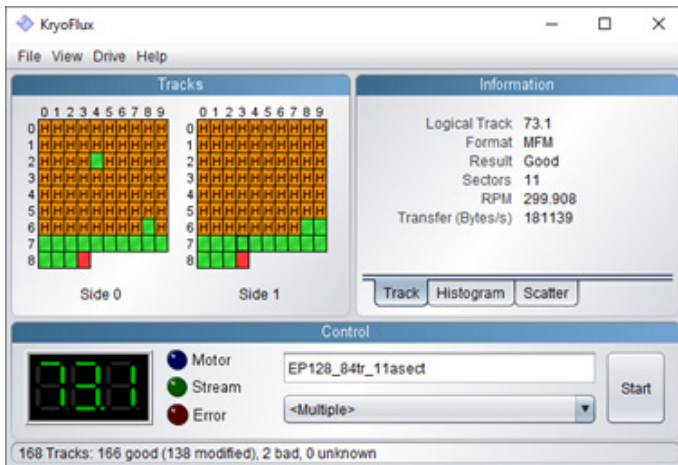 KryoFlux
File View Drive Help
Tracks
0 1 2 3 4 5 6 7 8 9
0 H H H H H H H H H H
1 H H H H H H H H H H
2 H H H H H H H H H
3 H H H H H H H H H H
4 H H H H H H H H H H
5 H H H H H H H H H H
6 H H H H H H H H H
7
8
Side 0
0 1 2 3 4 5 6 7 8 9
0 H H H H H H H H H H
1 H H H H H H H H H H
2 H H H H H H H H H H
3 H H H H H H H H H H
4 H H H H H H H H H H
5 H H H H H H H H H H
6 H H H H H H H H
7
8
Side 1
Information
Logical Track 73.1
Format MFM
Result Good
Sectors 11
RPM 299.908
Transfer (Bytes/s) 181139
Track Histogram Scatter
Control
73.1
Motor
Stream
Error
EP128_84tr_11asect
<Multiple>
Start
168 Tracks: 166 good (138 modified), 2 bad, 0 unknown